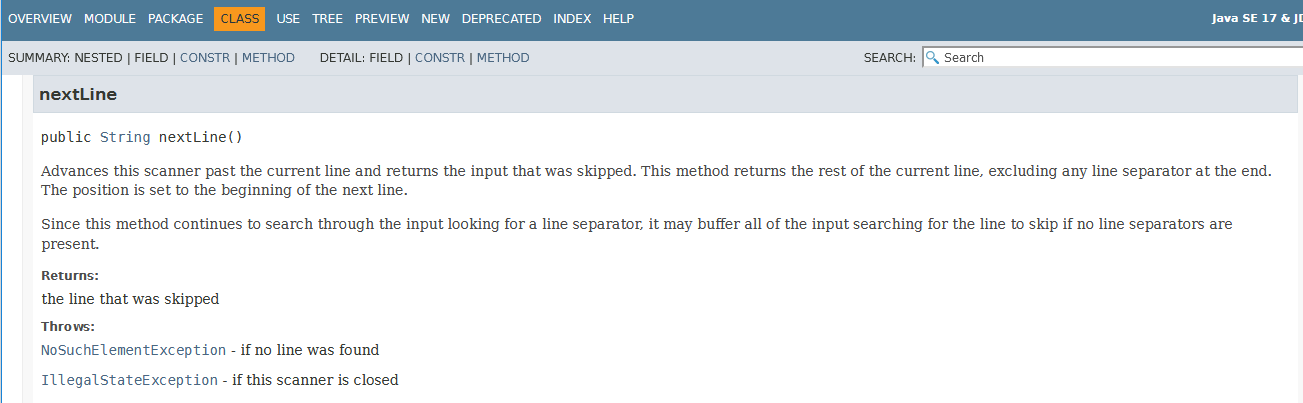 OVERVIEW MODULE PACKAGE CLASS USE TREE PREVIEW NEW DEPRECATED INDEX HELP Java SE 17 &
SUMMARY: NESTED | FIELD | CONSTR | METHOD DETAIL: FIELD | CONSTR | METHOD SEARCH: Search
nextLine
public String nextLine()
Advances this scanner past the current line and returns the input that was skipped. This method returns the rest of the current line, excluding any line separator at the end.
The position is set to the beginning of the next line.
Since this method continues to search through the input looking for a line separator, it may buffer all of the input searching for the line to skip if no line separators are
present.
Returns:
the line that was skipped
Throws:
NoSuchElementException - if no line was found
IllegalStateException - if this scanner is closed